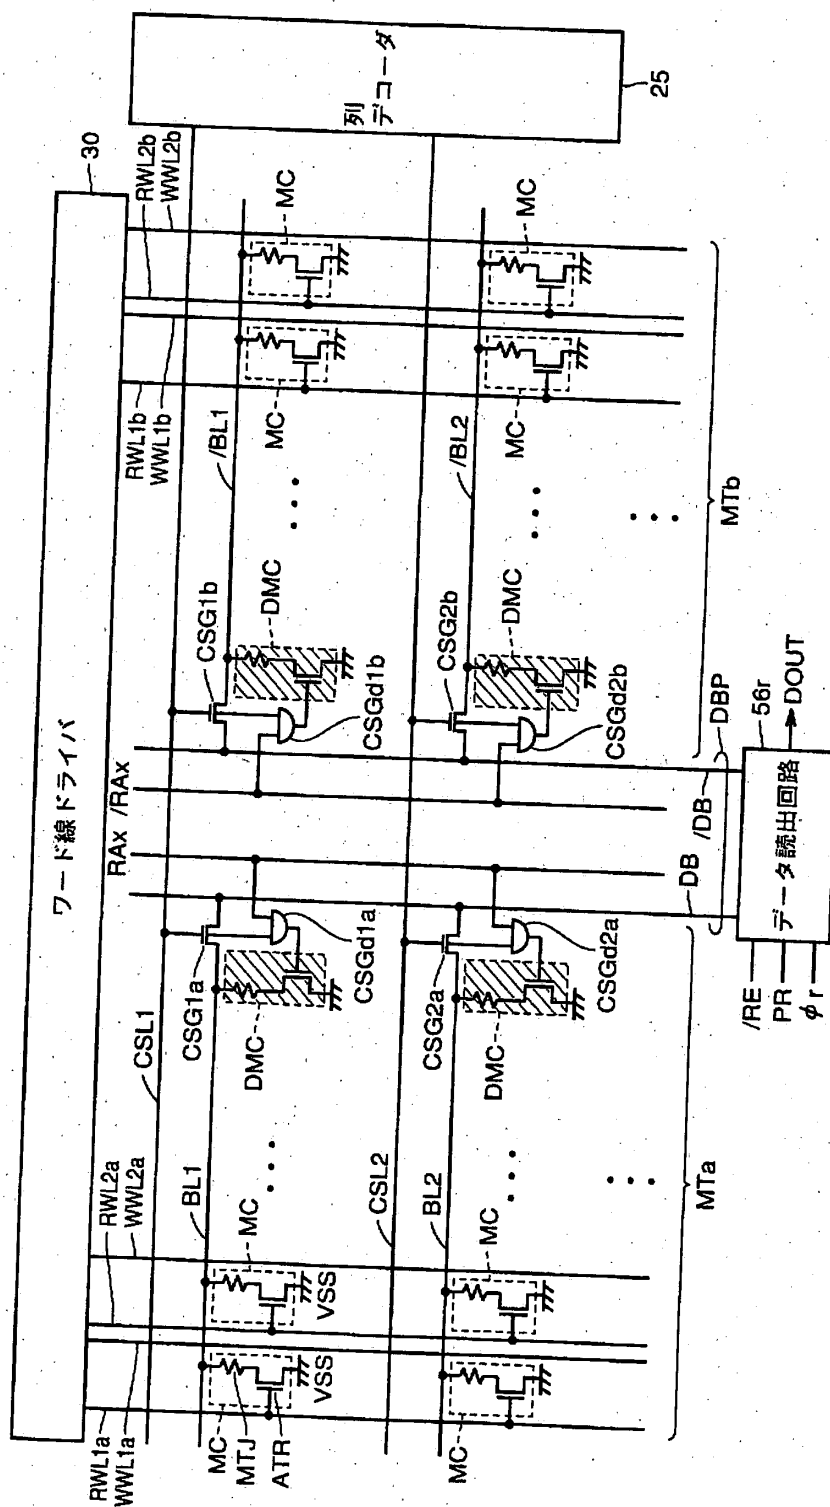 ワード線ドライバ
30
列
デコーダ
25
RWL1a
WWL1a
RWL2a
WWL2a
RAx
/RAx
RWL1b
WWL1b
RWL2b
WWL2b
CSL1
CSG1a
CSG1b
BL1
/BL1
MC
MTJ
ATR
VSS
MC
VSS
DMC
CSGd1a
DMC
CSGd1b
MC
MC
CSL2
CSG2a
CSG2b
BL2
/BL2
MC
MC
DMC
CSGd2a
DMC
CSGd2b
MC
MC
MTa
MTb
DB
/DB
DBP
/RE
PR
φr
データ読出回路
56r
DOUT